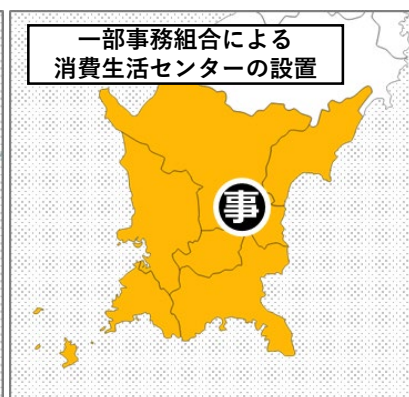 一部事務組合による
消費生活センターの設置
事